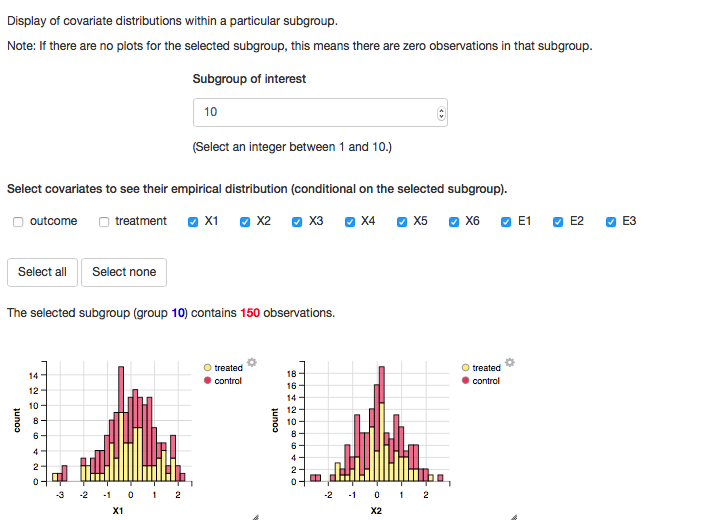 Display of covariate distributions within a particular subgroup.
Note: If there are no plots for the selected subgroup, this means there are zero observations in that subgroup.
Subgroup of interest
10
(Select an integer between 1 and 10.)
Select covariates to see their empirical distribution (conditional on the selected subgroup).
outcome treatment X1 X2 X3 X4 X5 X6 E1 E2 E3
Select all Select none
The selected subgroup (group 10) contains 150 observations.
treated
control
14
12
10
8
6
4
2
0
count
-3 -2 -1 0 1 2
X1
treated
control
18
16
14
12
10
8
6
4
2
0
count
-2 -1 0 1 2
X2